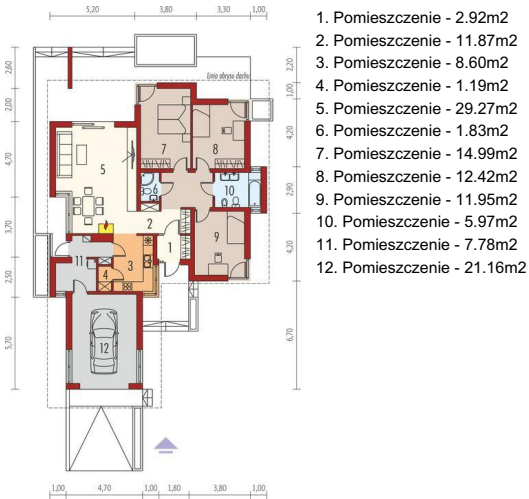 5,20 3,80 3,30 1,00
2,60
2,00
4,70
3,70
2,50
5,70
Linia obrysu dachu
2,20
1,00
4,20
2,90
4,20
6,70
7
8
5
6
10
2
9
1
11
3
4
12
1,00 4,70 1,00 1,80 3,80 1,00
1. Pomieszczenie - 2.92m2
2. Pomieszczenie - 11.87m2
3. Pomieszczenie - 8.60m2
4. Pomieszczenie - 1.19m2
5. Pomieszczenie - 29.27m2
6. Pomieszczenie - 1.83m2
7. Pomieszczenie - 14.99m2
8. Pomieszczenie - 12.42m2
9. Pomieszczenie - 11.95m2
10. Pomieszczenie - 5.97m2
11. Pomieszczenie - 7.78m2
12. Pomieszczenie - 21.16m2